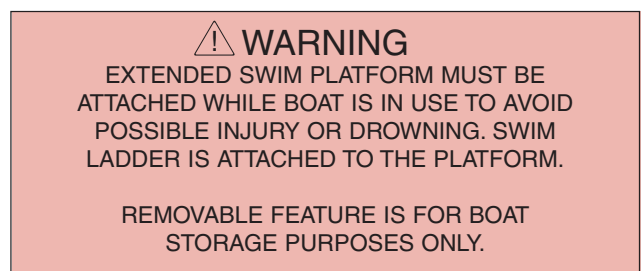 WARNING
EXTENDED SWIM PLATFORM MUST BE
ATTACHED WHILE BOAT IS IN USE TO AVOID
POSSIBLE INJURY OR DROWNING. SWIM
LADDER IS ATTACHED TO THE PLATFORM.
REMOVABLE FEATURE IS FOR BOAT
STORAGE PURPOSES ONLY.